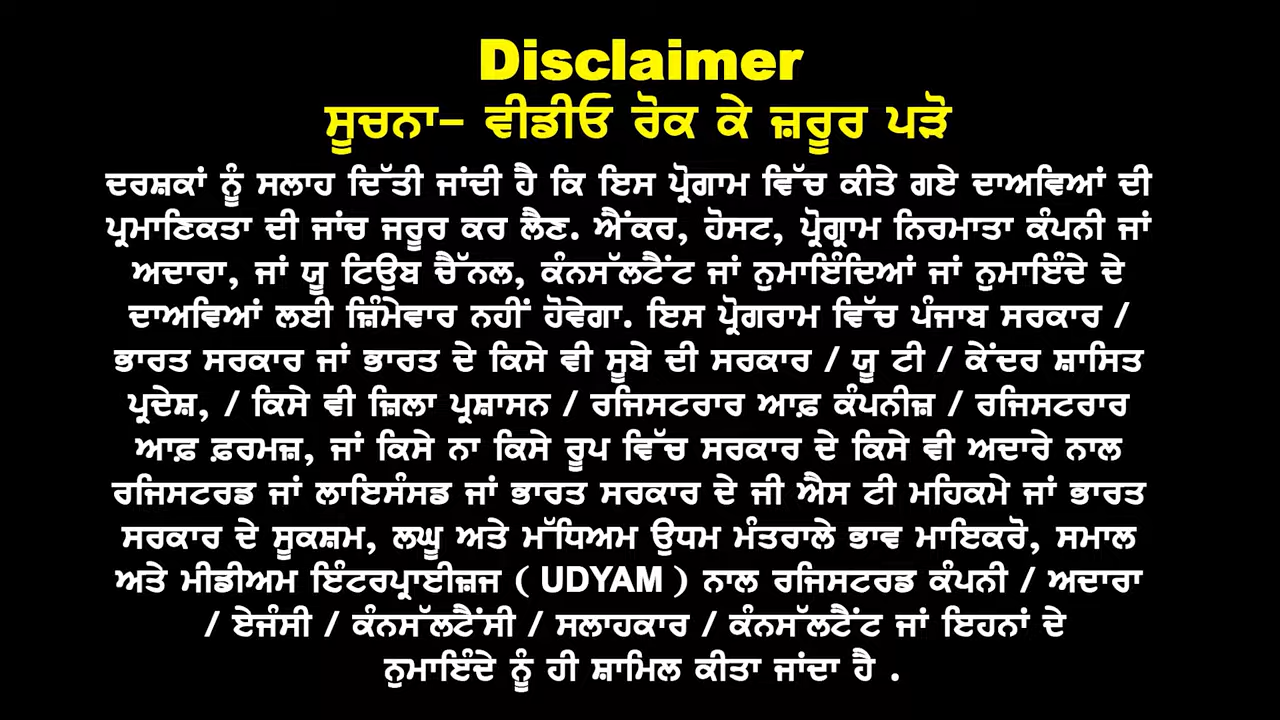 Disclaimer
ਸੂਚਨਾ- ਵੀਡੀਓ ਰੋਕ ਕੇ ਜ਼ਰੂਰ ਪੜੋ
ਦਰਸ਼ਕਾਂ ਨੂੰ ਸਲਾਹ ਦਿੱਤੀ ਜਾਂਦੀ ਹੈ ਕਿ ਇਸ ਪ੍ਰੋਗਾਮ ਵਿੱਚ ਕੀਤੇ ਗਏ ਦਾਅਵਿਆਂ ਦੀ
ਪ੍ਰਮਾਣਿਕਤਾ ਦੀ ਜਾਂਚ ਜਰੂਰ ਕਰ ਲੈਣ. ਐਂਕਰ, ਹੋਸਟ, ਪ੍ਰੋਗ੍ਰਾਮ ਨਿਰਮਾਤਾ ਕੰਪਨੀ ਜਾਂ
ਅਦਾਰਾ, ਜਾਂ ਯੂ ਟਿਉਬ ਚੈੱਨਲ, ਕੰਨਸੱਲਟੈਂਟ ਜਾਂ ਨੁਮਾਇੰਦਿਆਂ ਜਾਂ ਨੁਮਾਇੰਦੇ ਦੇ
ਦਾਅਵਿਆਂ ਲਈ ਜ਼ਿੰਮੇਵਾਰ ਨਹੀਂ ਹੋਵੇਗਾ. ਇਸ ਪ੍ਰੋਗਰਾਮ ਵਿੱਚ ਪੰਜਾਬ ਸਰਕਾਰ /
ਭਾਰਤ ਸਰਕਾਰ ਜਾਂ ਭਾਰਤ ਦੇ ਕਿਸੇ ਵੀ ਸੂਬੇ ਦੀ ਸਰਕਾਰ / ਯੂ ਟੀ / ਕੇਂਦਰ ਸ਼ਾਸਿਤ
ਪ੍ਰਦੇਸ਼, / ਕਿਸੇ ਵੀ ਜ਼ਿਲਾ ਪ੍ਰਸ਼ਾਸਨ / ਰਜਿਸਟਰਾਰ ਆਫ਼ ਕੰਪਨੀਜ਼ / ਰਜਿਸਟਰਾਰ
ਆਫ਼ ਫ਼ਰਮਜ਼, ਜਾਂ ਕਿਸੇ ਨਾ ਕਿਸੇ ਰੂਪ ਵਿੱਚ ਸਰਕਾਰ ਦੇ ਕਿਸੇ ਵੀ ਅਦਾਰੇ ਨਾਲ
ਰਜਿਸਟਰਡ ਜਾਂ ਲਾਇਸੰਸਡ ਜਾਂ ਭਾਰਤ ਸਰਕਾਰ ਦੇ ਜੀ ਐਸ ਟੀ ਮਹਿਕਮੇ ਜਾਂ ਭਾਰਤ
ਸਰਕਾਰ ਦੇ ਸੂਕਸ਼ਮ, ਲਘੂ ਅਤੇ ਮੱਧਿਅਮ ਉਧਮ ਮੰਤਰਾਲੇ ਭਾਵ ਮਾਇਕਰੋ, ਸਮਾਲ
ਅਤੇ ਮੀਡੀਅਮ ਇੰਟਰਪ੍ਰਾਈਜ਼ਜ ( UDYAM ) ਨਾਲ ਰਜਿਸਟਰਡ ਕੰਪਨੀ / ਅਦਾਰਾ
/ ਏਜੰਸੀ / ਕੰਨਸੱਲਟੈਂਸੀ / ਸਲਾਹਕਾਰ / ਕੰਨਸੱਲਟੈਂਟ ਜਾਂ ਇਹਨਾਂ ਦੇ
ਨੁਮਾਇੰਦੇ ਨੂੰ ਹੀ ਸ਼ਾਮਿਲ ਕੀਤਾ ਜਾਂਦਾ ਹੈ .